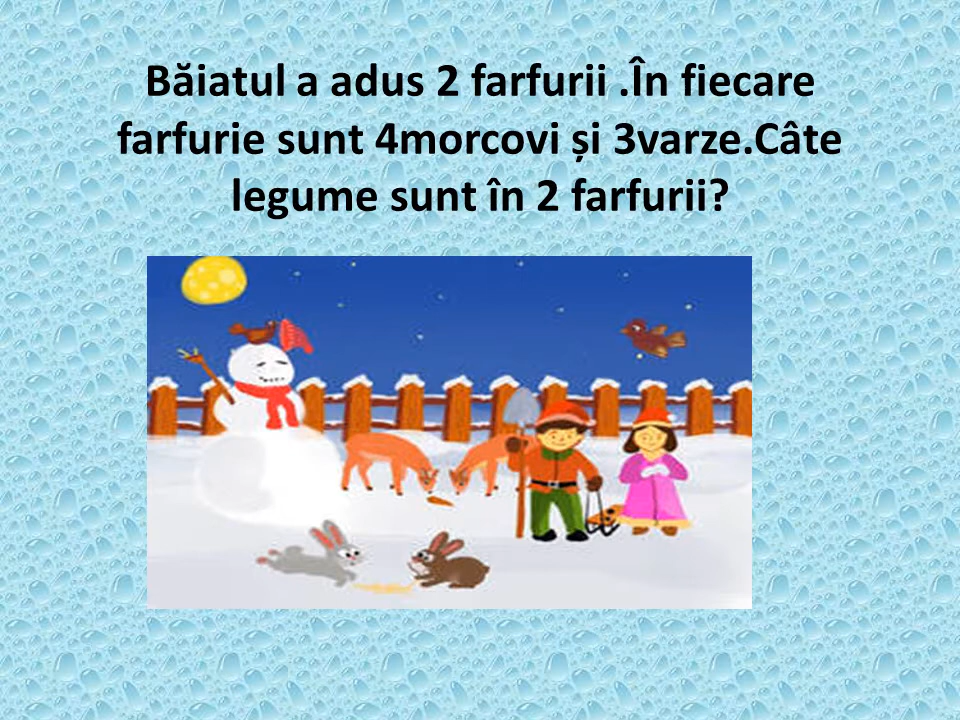 Băiatul a adus 2 farfurii .În fiecare
farfurie sunt 4morcovi și 3varze.Câte
legume sunt în 2 farfurii?